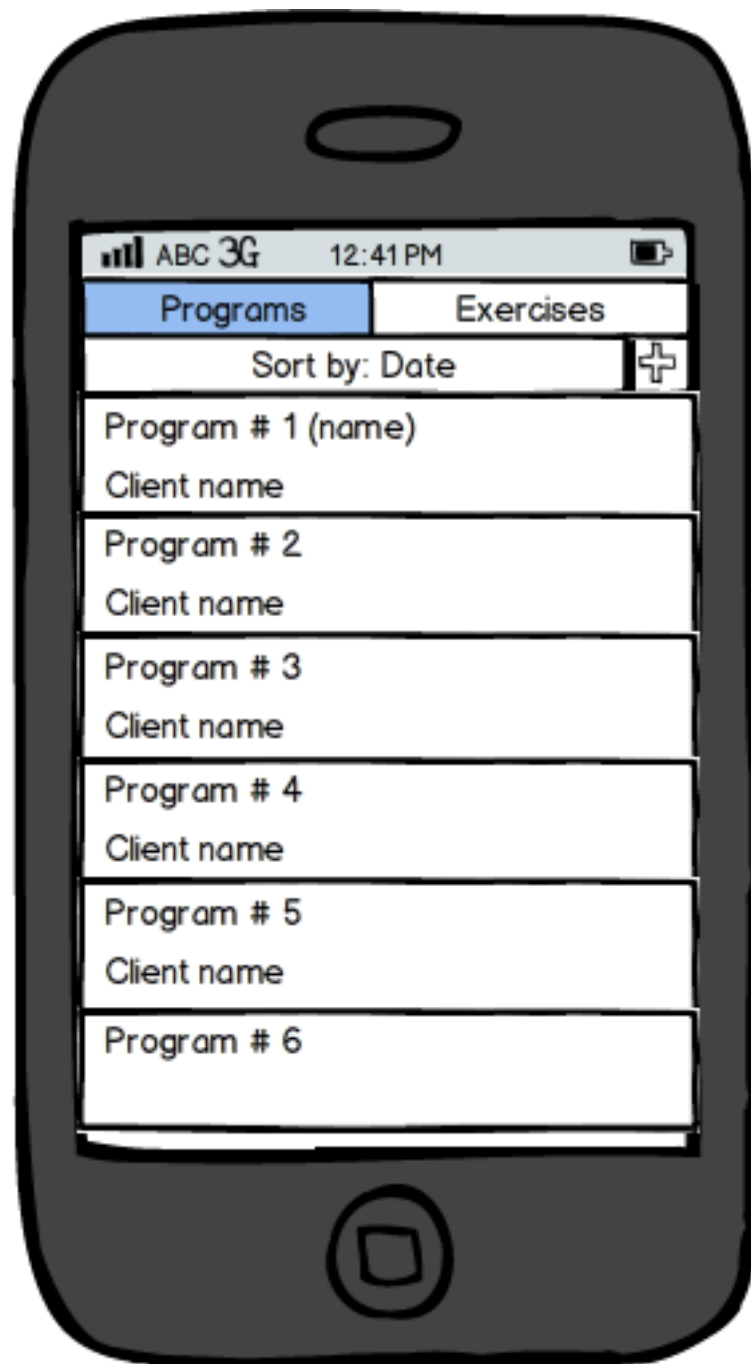 ABC 3G 12:41 PM
Programs Exercises
Sort by: Date
Program # 1 (name)
Client name
Program # 2
Client name
Program # 3
Client name
Program # 4
Client name
Program # 5
Client name
Program # 6